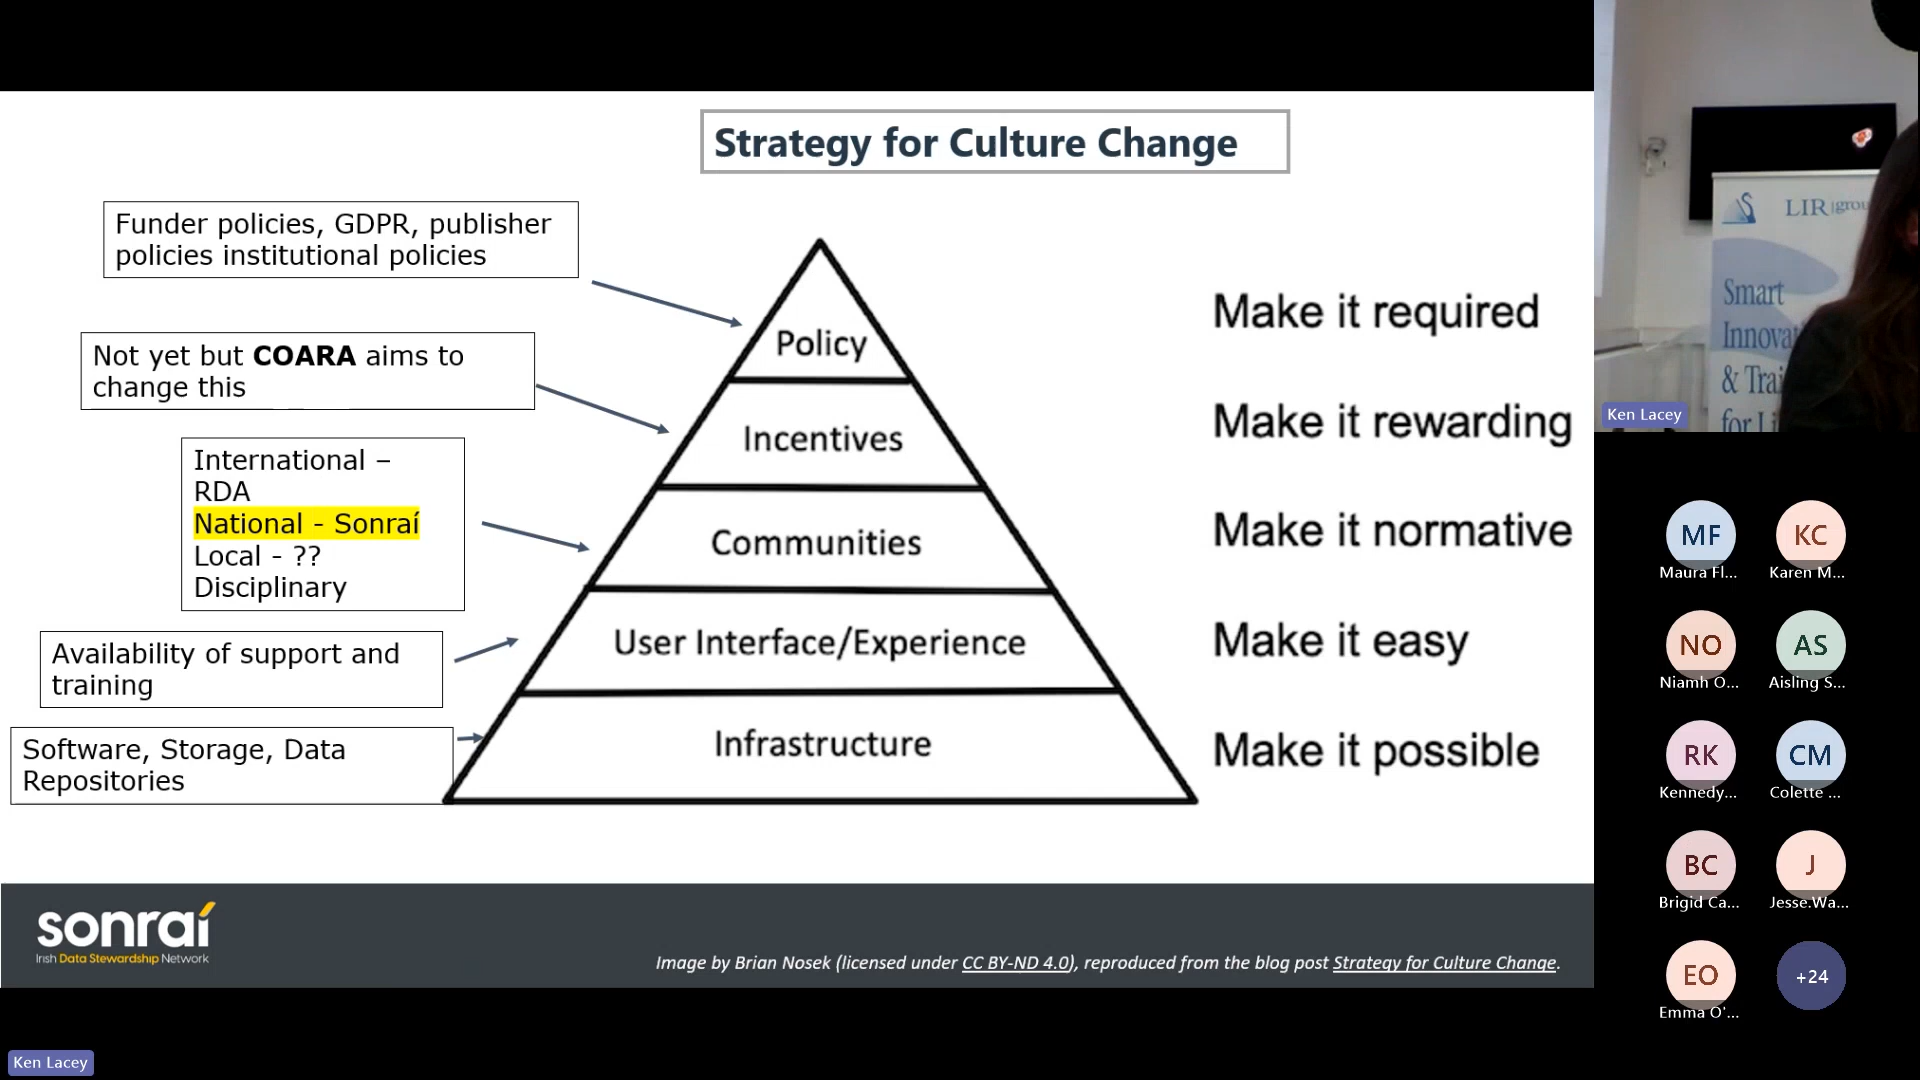 Strategy for Culture Change
Funder policies, GDPR, publisher
policies institutional policies
Not yet but COARA aims to
change this
International –
RDA
National - Sonraí
Local - ??
Disciplinary
Availability of support and
training
Software, Storage, Data
Repositories
Policy
Incentives
Communities
User Interface/Experience
Infrastructure
Make it required
Make it rewarding
Make it normative
Make it easy
Make it possible
sonraí
Irish Data Stewardship Network
Image by Brian Nosek (licensed under CC BY-ND 4.0), reproduced from the blog post Strategy for Culture Change.
Ken Lacey
LIR
Smart
& 
Ken Lacey
MF
Maura Fl...
KC
Karen M...
NO
Niamh O...
AS
Aisling S...
RK
Kennedy...
CM
Colette ...
BC
Brigid Ca...
J
Jesse.Wa...
EO
Emma O'...
+24